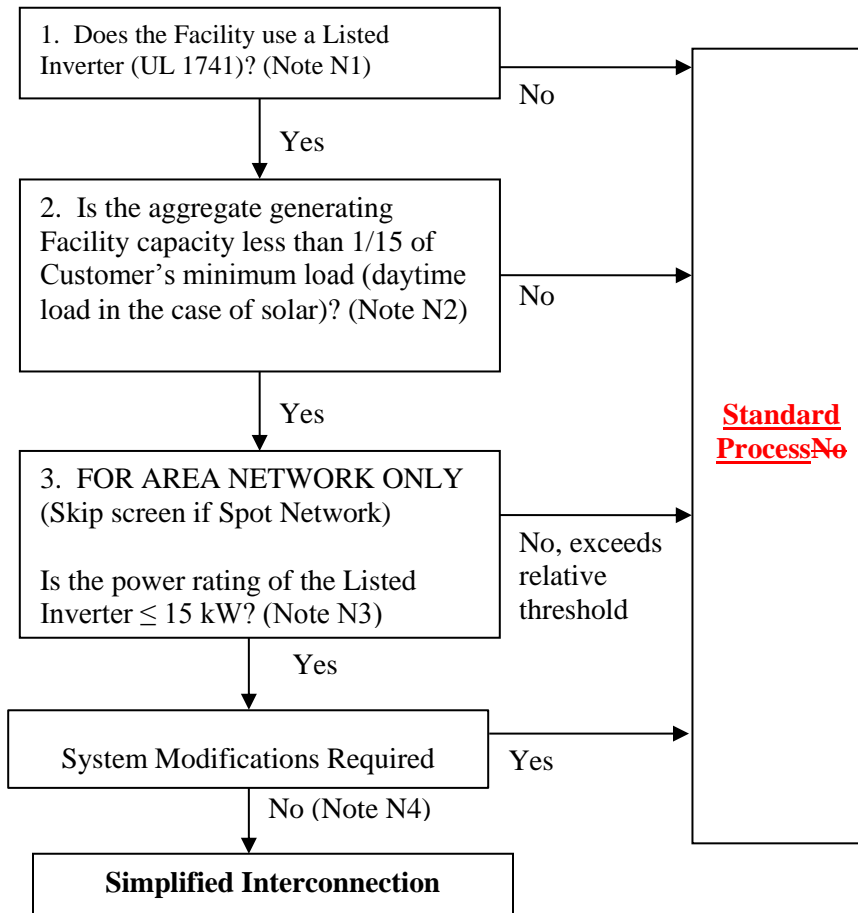 1. Does the Facility use a Listed
Inverter (UL 1741)? (Note N1)
No
Yes
2. Is the aggregate generating
Facility capacity less than 1/15 of
Customer’s minimum load (daytime
load in the case of solar)? (Note N2)
No
Yes
Standard
ProcessNo
3. FOR AREA NETWORK ONLY
(Skip screen if Spot Network)
Is the power rating of the Listed
Inverter ≤ 15 kW? (Note N3)
No, exceeds
relative
threshold
Yes
System Modifications Required
Yes
No (Note N4)
Simplified Interconnection